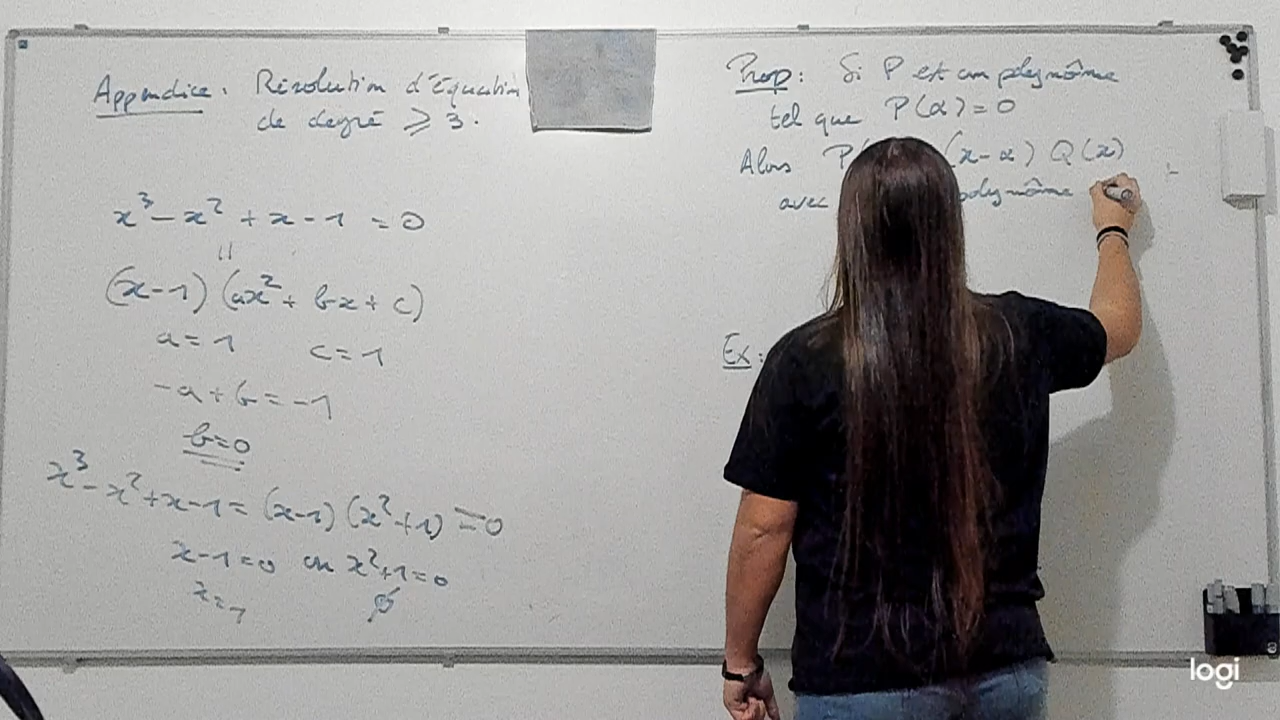 Appendice : Résolution d'Équation
de degré ⩾ 3.
x³ - x² + x - 1 = 0
=
(x-1) (ax² + bx + c)
a = 1 c = 1
-a + b = -1
b = 0
x³ - x² + x - 1 = (x-1) (x² + 1) = 0
x - 1 = 0 ou x² + 1 = 0
x = 1 ∅
Prop : Si P est un polynôme
tel que P(α) = 0
Alors P( (x - α) Q(x)
avec polynôme
Ex :
logi